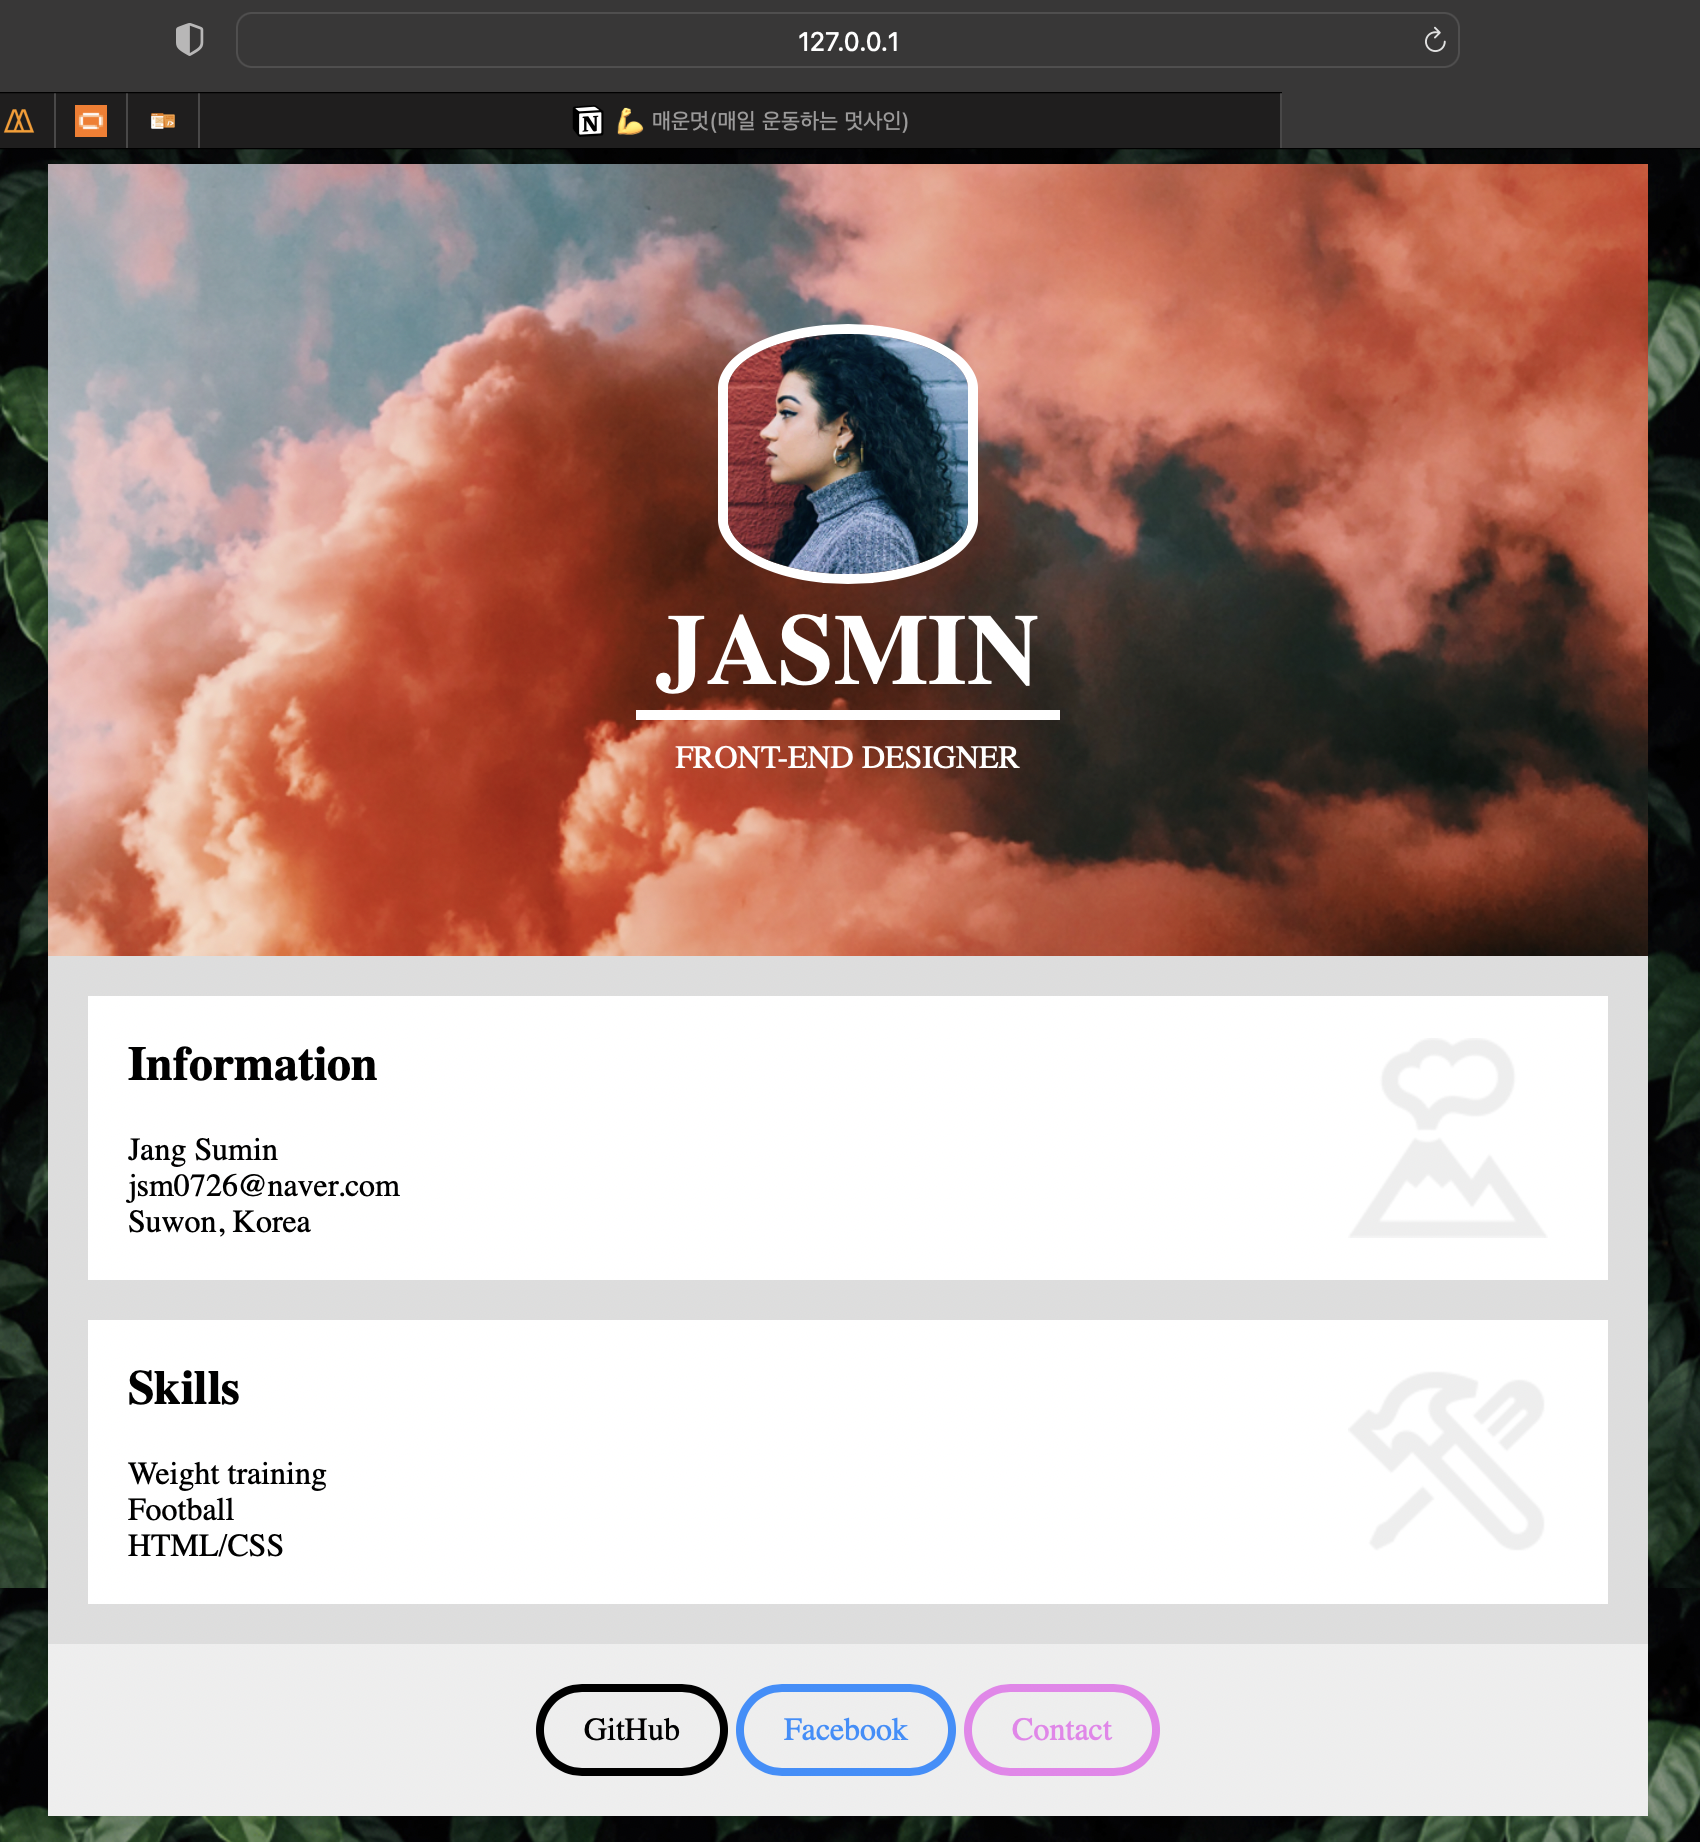 127.0.0.1
매운멋(매일 운동하는 멋사인)
JASMIN
FRONT-END DESIGNER
Information
Jang Sumin
jsm0726@naver.com
Suwon, Korea
Skills
Weight training
Football
HTML/CSS
GitHub Facebook Contact